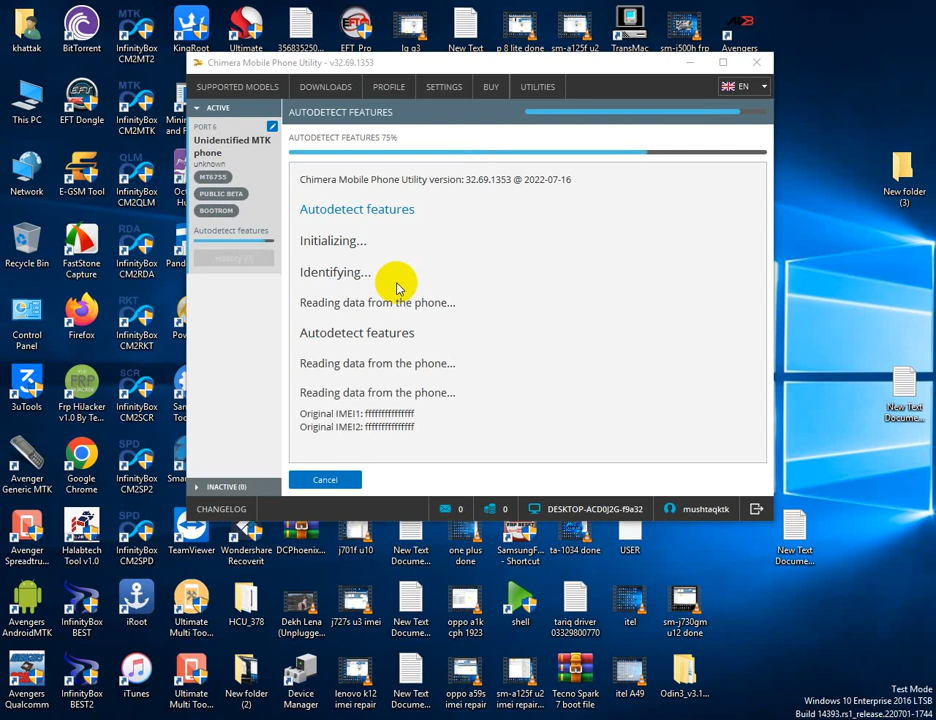 khattak
BitTorrent
InfinityBox
CM2MT2
KingRoot
Ultimate
356835250...
EFT Pro
lg q3
New Text
p 8 lite done
sm-a125f u2
TransMac
sm-j500h frp
Avengers
Chimera Mobile Phone Utility - v32.69.1353
SUPPORTED MODELS
DOWNLOADS
PROFILE
SETTINGS
BUY
UTILITIES
EN
ACTIVE
AUTODETECT FEATURES
PORT 6
Unidentified MTK
phone
unknown
MT6755
PUBLIC BETA
BOOTROM
Autodetect features
History (1)
AUTODETECT FEATURES 75%
Chimera Mobile Phone Utility version: 32.69.1353 @ 2022-07-16
Autodetect features
Initializing...
Identifying...
Reading data from the phone...
Autodetect features
Reading data from the phone...
Reading data from the phone...
Original IMEI1: ffffffffffffffff
Original IMEI2: ffffffffffffffff
INACTIVE (0)
Cancel
CHANGELOG
0
0
DESKTOP-ACD0J2G-f9a32
mushtaqktk
This PC
EFT Dongle
InfinityBox
CM2MTK
Network
E-GSM Tool
InfinityBox
CM2QLM
Recycle Bin
FastStone
Capture
InfinityBox
CM2RDA
Control
Panel
Firefox
InfinityBox
CM2RKT
3uTools
Frp HiJacker
v1.0 By Te...
InfinityBox
CM2SCR
Avenger
Generic MTK
Google
Chrome
InfinityBox
CM2SP2
New folder
(3)
New Text
Docume...
Avenger
Spreadtru...
Halabtech
Tool v1.0
InfinityBox
CM2SPD
TeamViewer
Wondershare
Recoverit
DCPhoenix...
j701f u10
New Text
Docume...
one plus
done
SamsungF...
- Shortcut
ta-1034 done
USER
New Text
Docume...
Avengers
AndroidMTK
InfinityBox
BEST
iRoot
Ultimate
Multi Too...
HCU_378
Dekh Lena
(Unplugge...
j727s u3 imei
New Text
Docume...
oppo a1k
cph 1923
shell
tariq driver
03329800770
itel
sm-j730gm
u12 done
Avengers
Qualcomm
InfinityBox
BEST2
iTunes
Ultimate
Multi Too...
New folder
(2)
Device
Manager
lenovo k12
imei repair
New Text
Docume...
oppo a59s
imei repair
sm-a125f u2
imei repair...
Tecno Spark
7 boot file
itel A49
Odin3_v3.1...
Test Mode
Windows 10 Enterprise 2016 LTSB
Build 14393.rs1_release.220701-1744